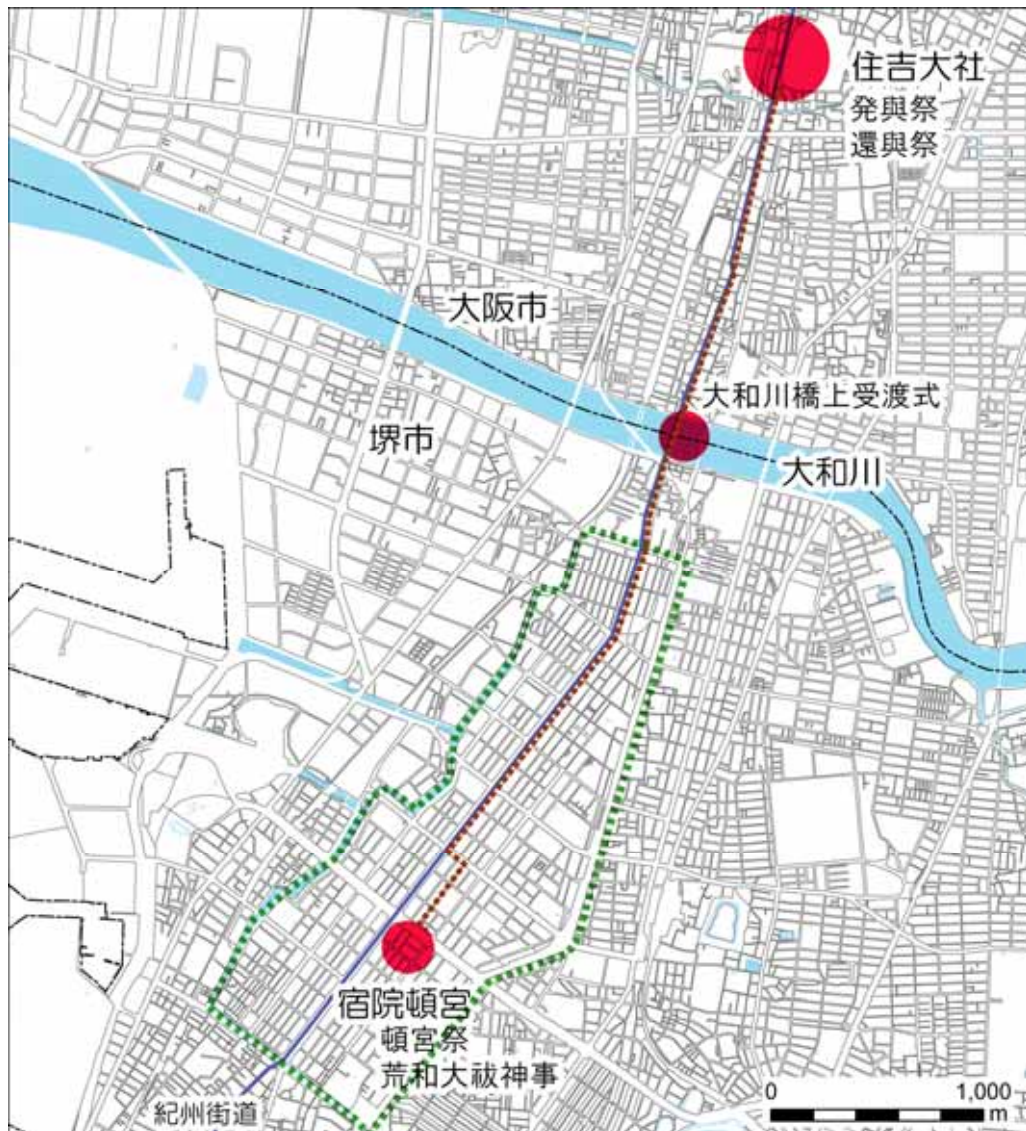 住吉大社
発輿祭
還輿祭
大阪市
大和川橋上受渡式
堺市
大和川
宿院頓宮
頓宮祭
荒和大祓神事
紀州街道
0 1,000
m